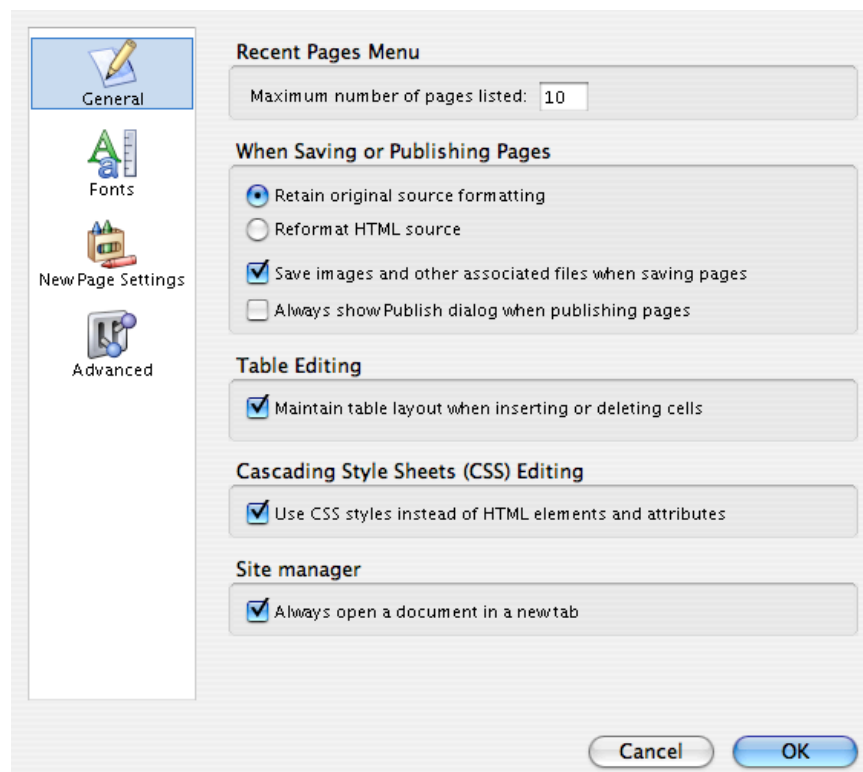 General
Fonts
New Page Settings
Advanced
Recent Pages Menu
Maximum number of pages listed: 10
When Saving or Publishing Pages
Retain original source formatting
Reformat HTML source
Save images and other associated files when saving pages
Always show Publish dialog when publishing pages
Table Editing
Maintain table layout when inserting or deleting cells
Cascading Style Sheets (CSS) Editing
Use CSS styles instead of HTML elements and attributes
Site manager
Always open a document in a new tab
Cancel OK